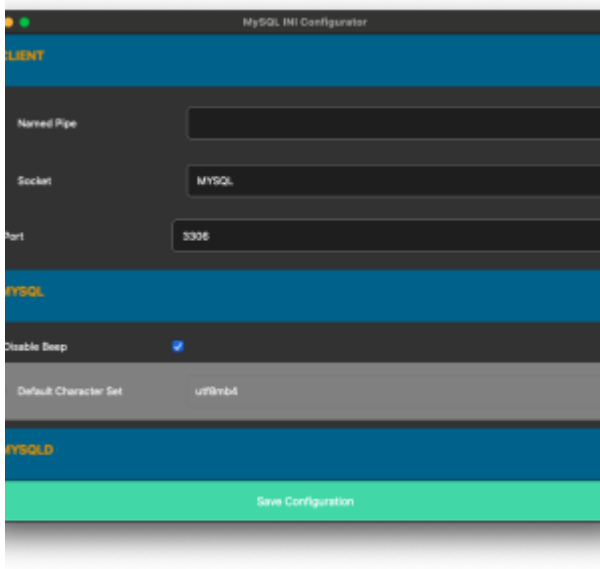 MySQL INI Configurator
CLIENT
Named Pipe
Socket MYSQL
Port 3306
MYSQL
Disable Beep
Default Character Set utf8mb4
MYSQLD
Save Configuration